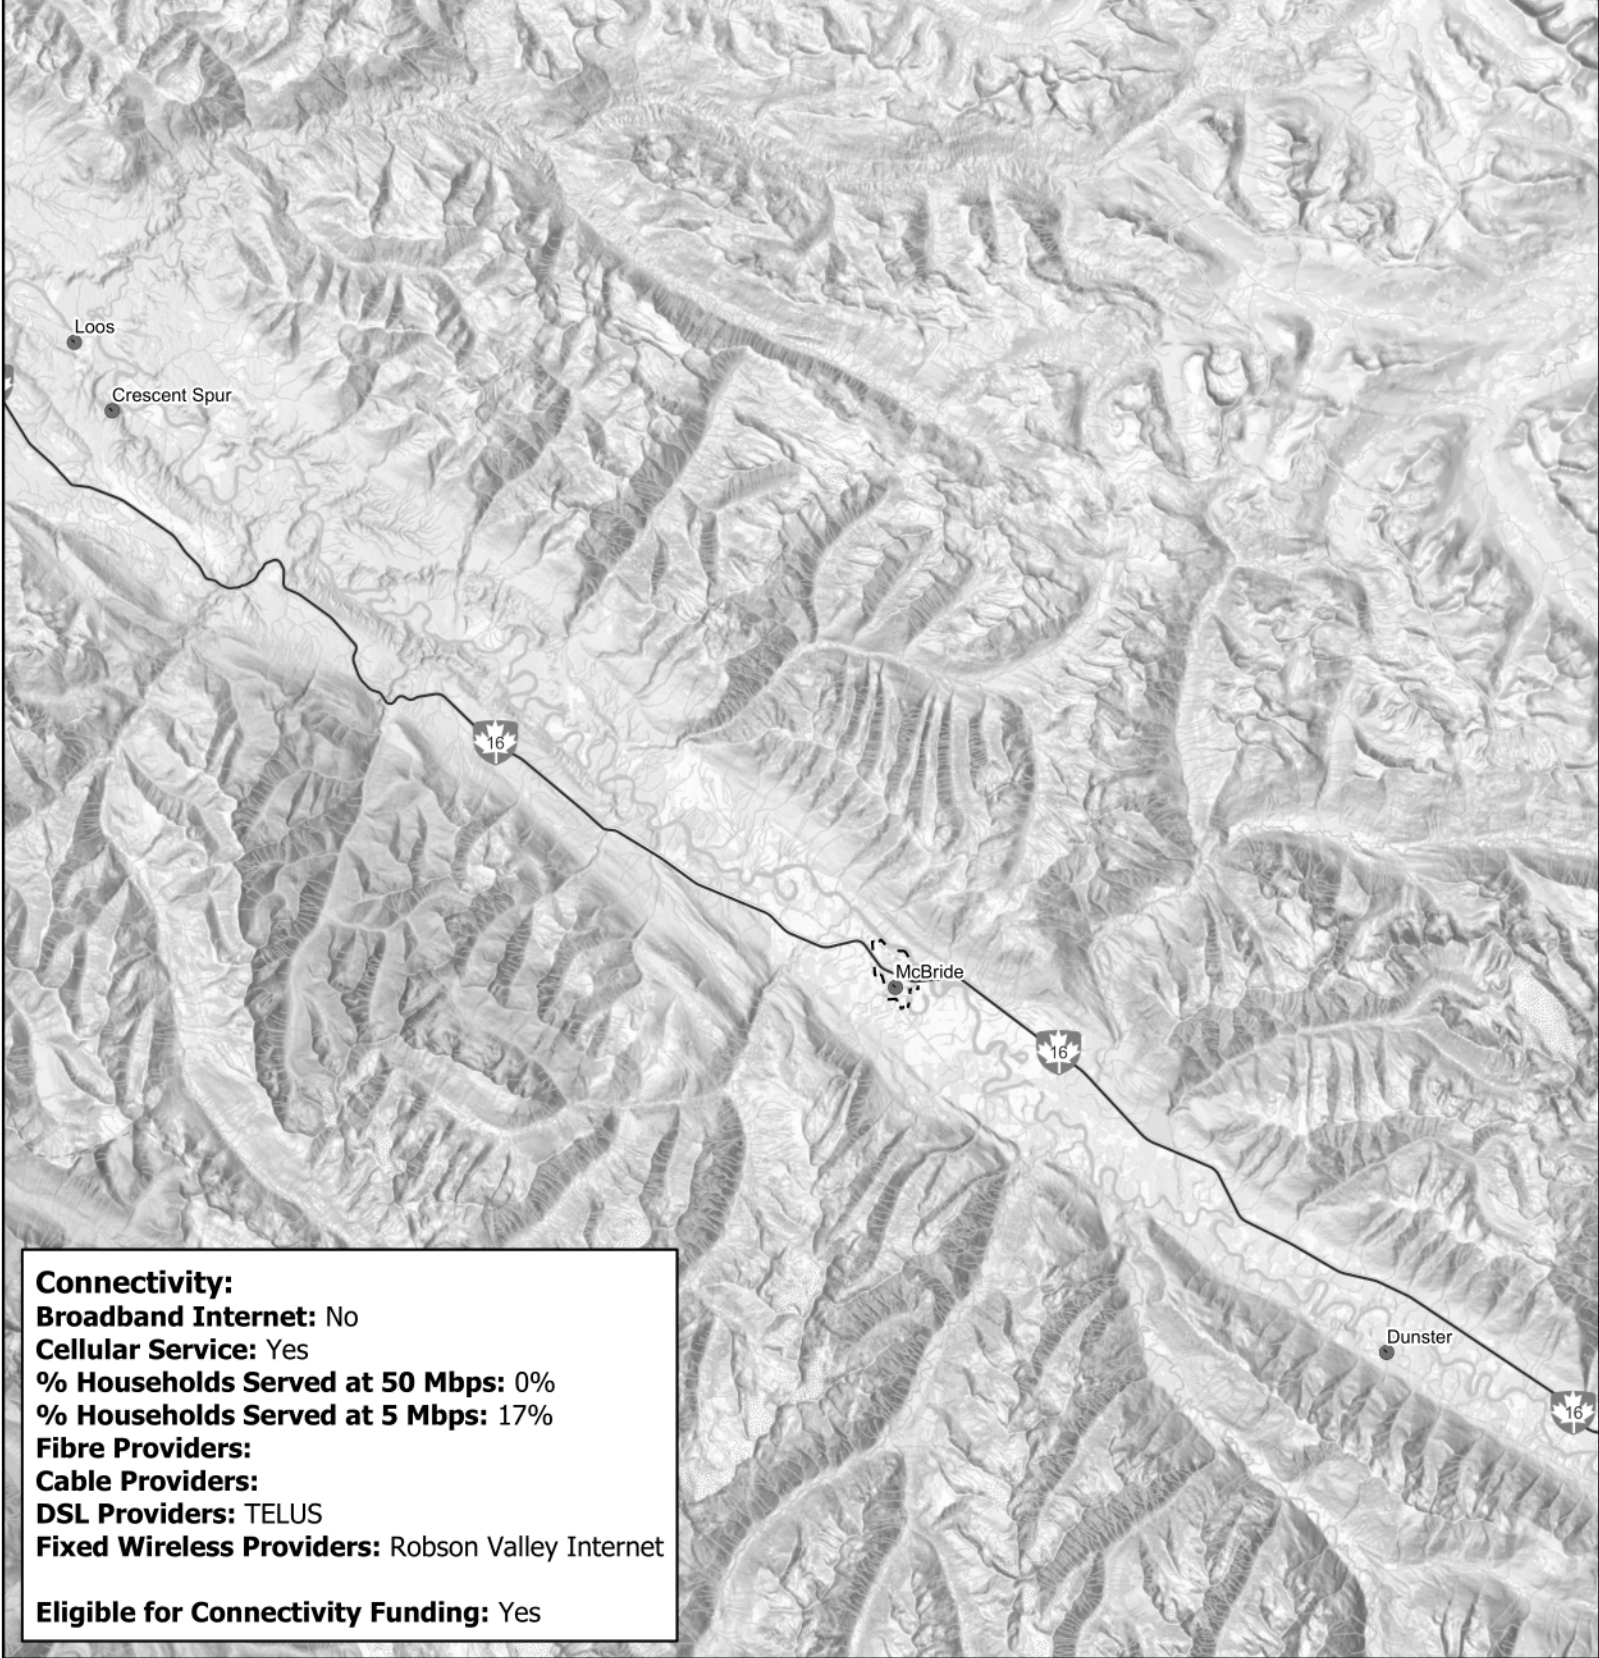 Loos
Crescent Spur
16
McBride
16
Dunster
16
Connectivity:
Broadband Internet: No
Cellular Service: Yes
% Households Served at 50 Mbps: 0%
% Households Served at 5 Mbps: 17%
Fibre Providers:
Cable Providers:
DSL Providers: TELUS
Fixed Wireless Providers: Robson Valley Internet
Eligible for Connectivity Funding: Yes